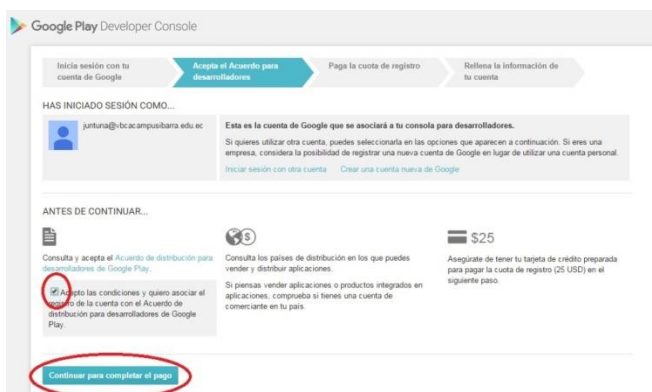 Google Play Developer Console
Inicia sesión con tu
cuenta de Google
Acepta el Acuerdo para
desarrolladores
Paga la cuota de registro
Rellena la información de
tu cuenta
HAS INICIADO SESIÓN COMO...
juntuna@vbcacampusibarra.edu.ec
Esta es la cuenta de Google que se asociará a tu consola para desarrolladores.
Si quieres utilizar otra cuenta, puedes seleccionarla en las opciones que aparecen a continuación. Si eres una
empresa, considera la posibilidad de registrar una nueva cuenta de Google en lugar de utilizar una cuenta personal.
Iniciar sesión con otra cuenta Crear una cuenta nueva de Google
ANTES DE CONTINUAR...
Consulta y acepta el Acuerdo de distribución para
desarrolladores de Google Play.
Acepto las condiciones y quiero asociar el
registro de la cuenta con el Acuerdo de
distribución para desarrolladores de Google
Play.
Consulta los países de distribución en los que puedes
vender y distribuir aplicaciones.
Si piensas vender aplicaciones o productos integrados en
aplicaciones, comprueba si tienes una cuenta de
comerciante en tu país.
$25
Asegúrate de tener tu tarjeta de crédito preparada
para pagar la cuota de registro (25 USD) en el
siguiente paso.
Continuar para completar el pago